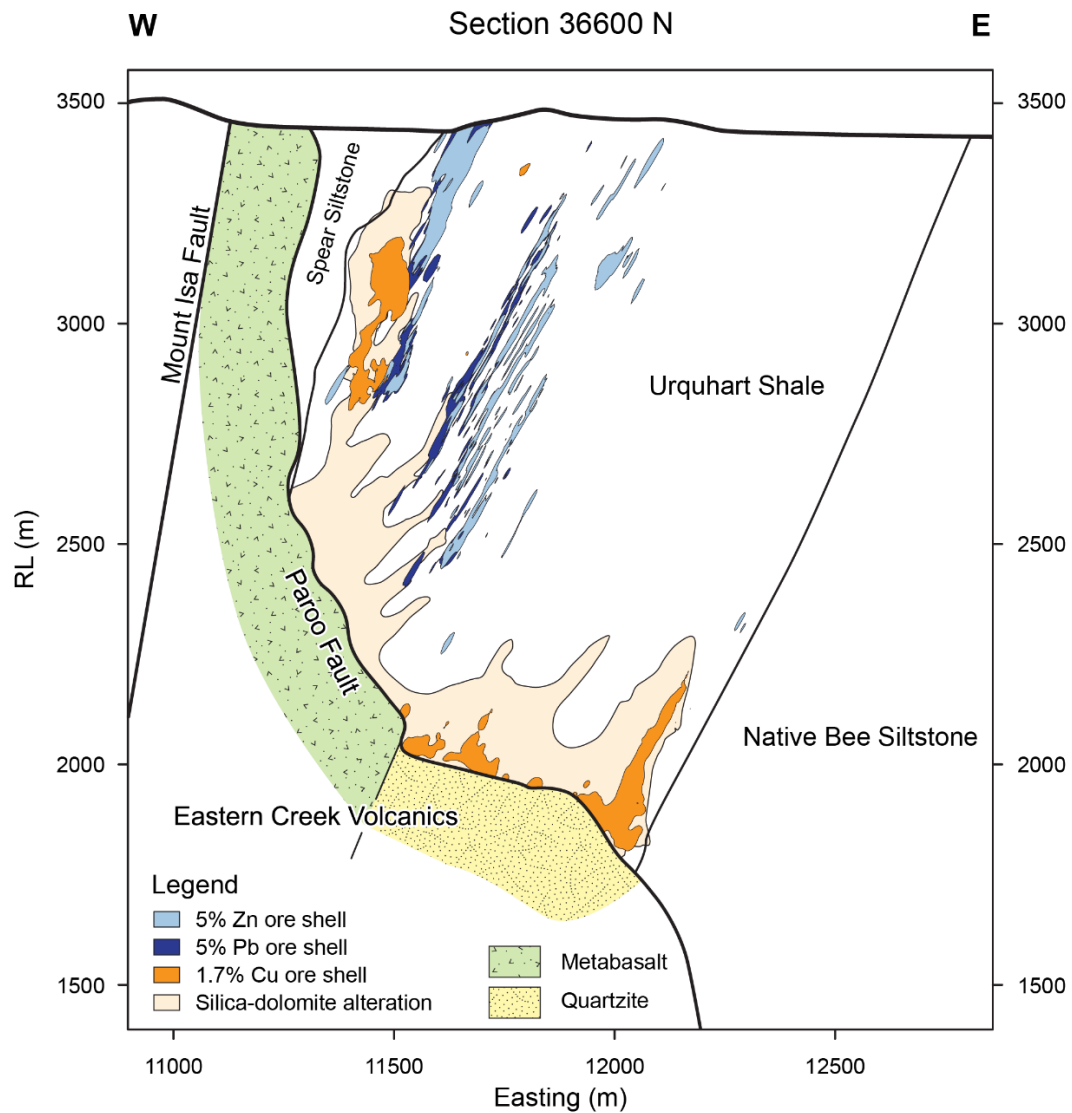 W
Section 36600 N
E
3500
3500
Spear Siltstone
Mount Isa Fault
3000
3000
Urquhart Shale
RL (m)
2500
2500
Paroo Fault
Native Bee Siltstone
2000
2000
Eastern Creek Volcanics
Legend
5% Zn ore shell
5% Pb ore shell
1.7% Cu ore shell
Silica-dolomite alteration
Metabasalt
Quartzite
1500
1500
11000
11500
12000
12500
Easting (m)